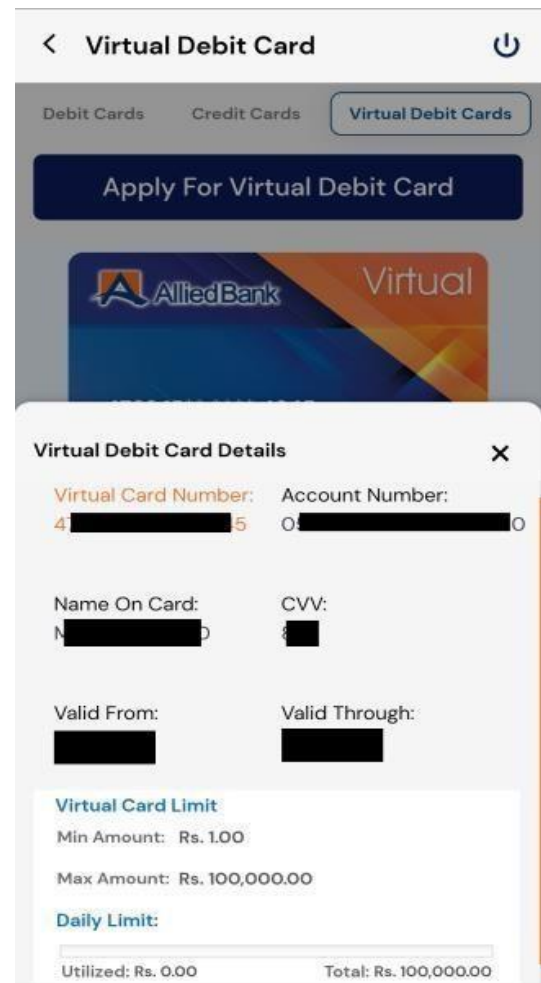 Virtual Debit Card
Debit Cards Credit Cards Virtual Debit Cards
Apply For Virtual Debit Card
Allied Bank Virtual
Virtual Debit Card Details
Virtual Card Number: Account Number:
Name On Card: CVV:
Valid From: Valid Through:
Virtual Card Limit
Min Amount: Rs. 1.00
Max Amount: Rs. 100,000.00
Daily Limit:
Utilized: Rs. 0.00 Total: Rs. 100,000.00